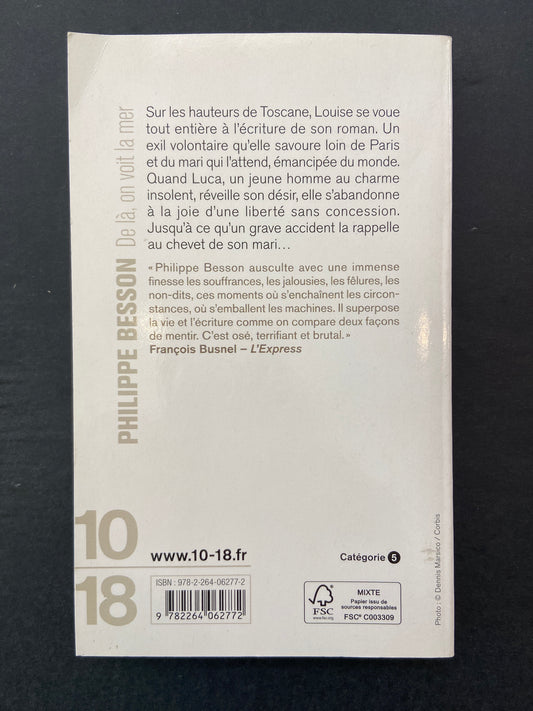 PHILIPPE BESSON De là, on voit la mer
Sur les hauteurs de Toscane, Louise se voue
tout entière à l'écriture de son roman. Un
exil volontaire qu'elle savoure loin de Paris
et du mari qui l'attend, émancipée du monde.
Quand Luca, un jeune homme au charme
insolent, réveille son désir, elle s'abandonne
à la joie d'une liberté sans concession.
Jusqu'à ce qu'un grave accident la rappelle
au chevet de son mari…
« Philippe Besson ausculte avec une immense
finesse les souffrances, les jalousies, les fêlures, les
non-dits, ces moments où s'enchaînent les circons-
tances, où s'emballent les machines. Il superpose
la vie et l'écriture comme on compare deux façons
de mentir. C'est osé, terrifiant et brutal. »
François Busnel – L'Express
10
18
www.10-18.fr
Catégorie 5
ISBN : 978-2-264-06277-2
9 782264 062772
FSC
www.fsc.org
MIXTE
Papier issu de
sources responsables
FSC® C003309
Photo : © Dennis Marsico / Corbis